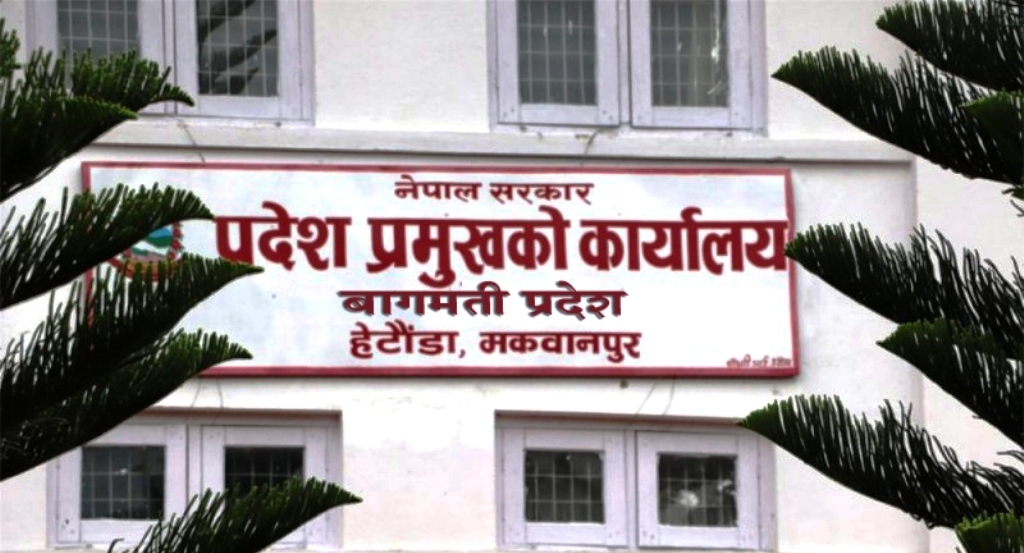 नेपाल सरकार
प्रदेश प्रमुखको कार्यालय
बागमती प्रदेश
हेटौंडा, मकवानपुर